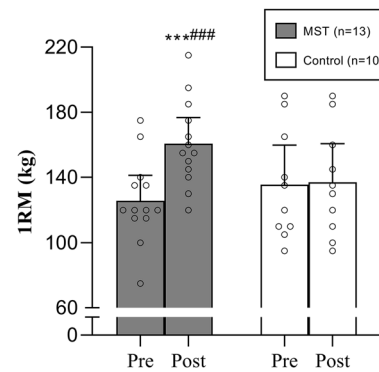 MST (n=13)
Control (n=10
***###
1RM (kg)
220
180
140
100
60
0
Pre Post Pre Post